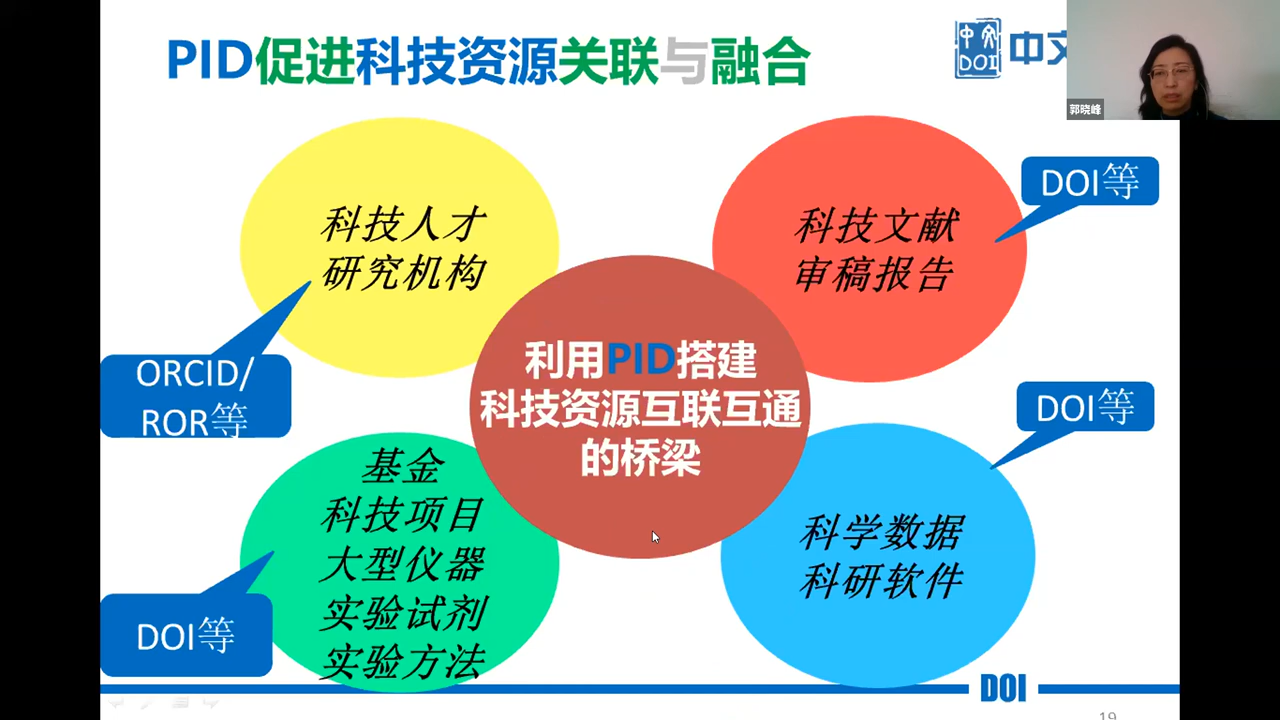 PID促进科技资源关联与融合
中文
DOI
中文
郭晓峰
科技人才
研究机构
科技文献
审稿报告
DOI等
ORCID/
ROR等
利用PID搭建
科技资源互联互通
的桥梁
DOI等
基金
科技项目
大型仪器
实验试剂
实验方法
DOI等
科学数据
科研软件
DOI
19